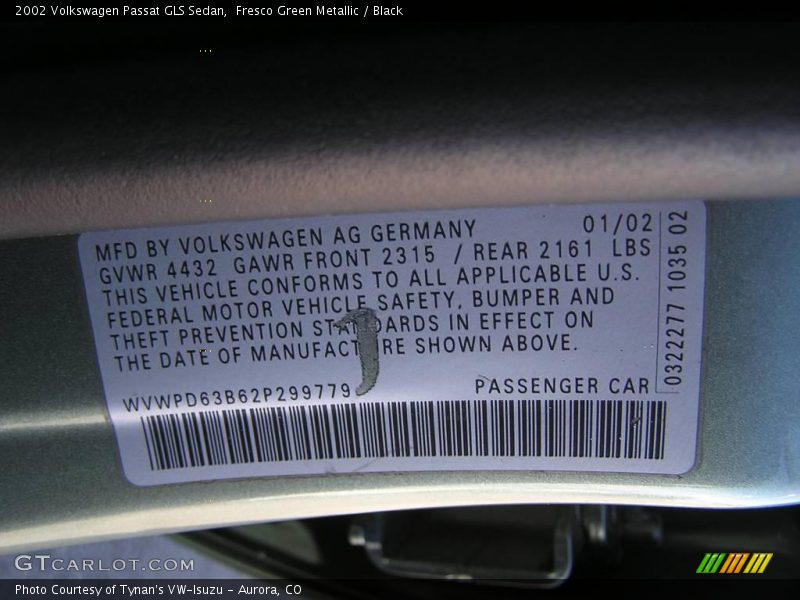 2002 Volkswagen Passat GLS Sedan,  Fresco Green Metallic / Black
MFD BY VOLKSWAGEN AG GERMANY 01/02
GVWR 4432 GAWR FRONT 2315 / REAR 2161 LBS
THIS VEHICLE CONFORMS TO ALL APPLICABLE U.S.
FEDERAL MOTOR VEHICLE SAFETY, BUMPER AND
THEFT PREVENTION STANDARDS IN EFFECT ON
THE DATE OF MANUFACTURE SHOWN ABOVE.
WVWPD63B62P299779 PASSENGER CAR
03222777 1035 02
GTCARLOT.COM
Photo Courtesy of Tynan's VW-Isuzu - Aurora, CO